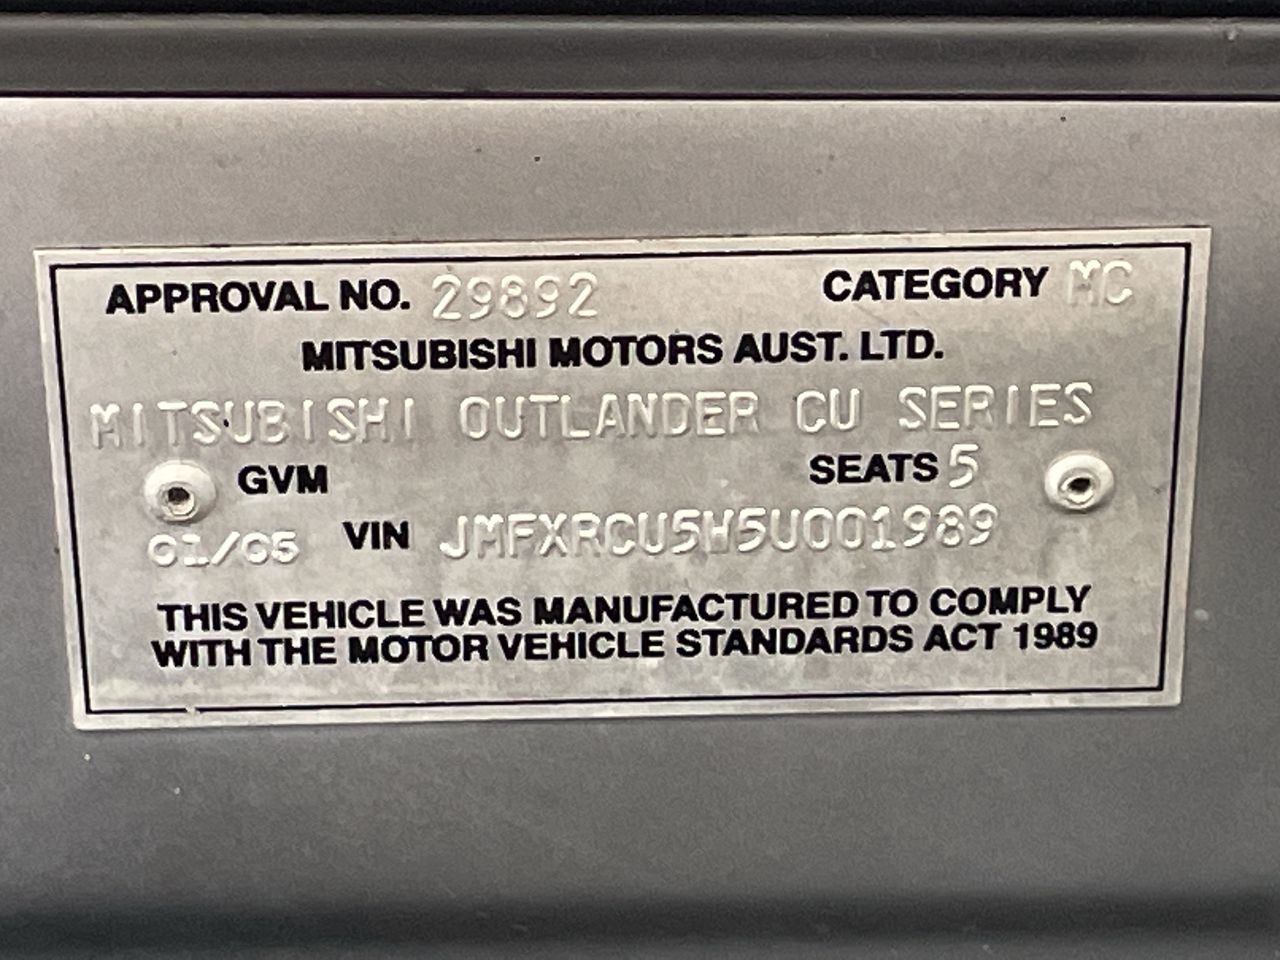 APPROVAL NO. 29892 CATEGORY MC
MITSUBISHI MOTORS AUST. LTD.
MITSUBISHI OUTLANDER CU SERIES
GVM SEATS 5
01/05 VIN JMFXRCU5W5U001989
THIS VEHICLE WAS MANUFACTURED TO COMPLY
WITH THE MOTOR VEHICLE STANDARDS ACT 1989